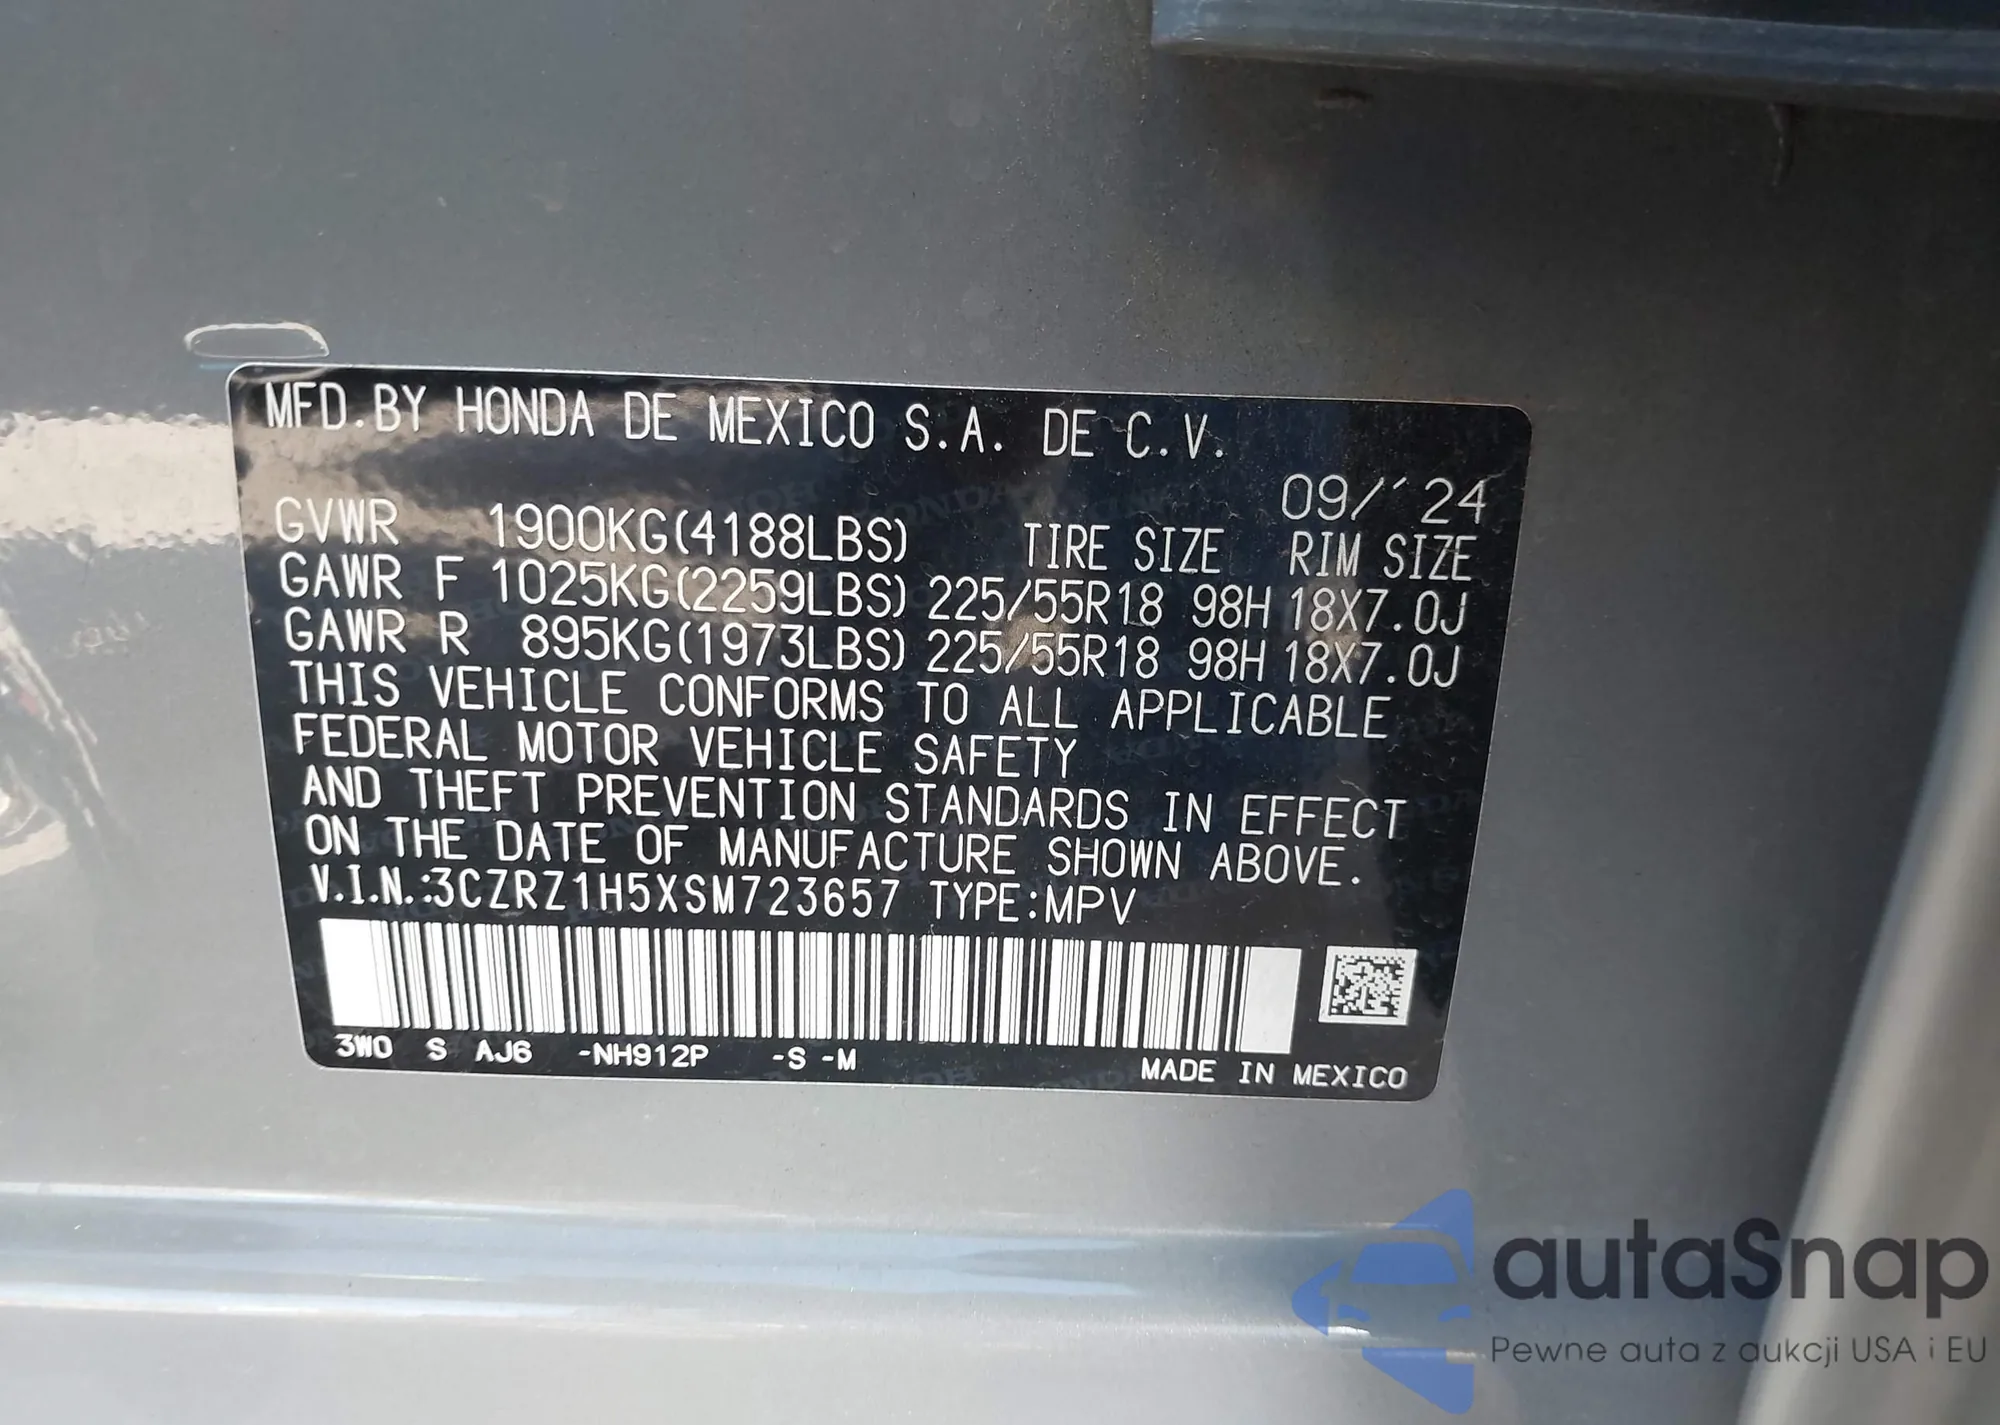 MFD.BY HONDA DE MEXICO S.A. DE C.V.
09/´24
GVWR 1900KG(4188LBS) TIRE SIZE RIM SIZE
GAWR F 1025KG(2259LBS) 225/55R18 98H 18X7.0J
GAWR R 895KG(1973LBS) 225/55R18 98H 18X7.0J
THIS VEHICLE CONFORMS TO ALL APPLICABLE
FEDERAL MOTOR VEHICLE SAFETY
AND THEFT PREVENTION STANDARDS IN EFFECT
ON THE DATE OF MANUFACTURE SHOWN ABOVE.
V.I.N.:3CZRZ1H5XSM723657 TYPE:MPV
3W0 S AJ6 -NH912P -S -M
MADE IN MEXICO
autaSnap
Pewne auta z aukcji USA i EU